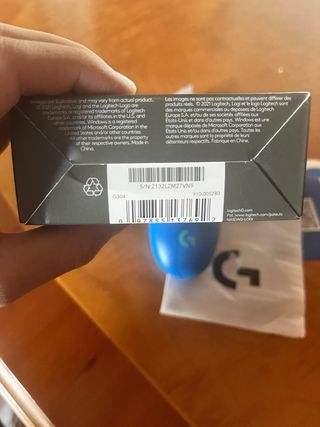 Images are illustrative and may vary from actual product.
© 2021 Logitech. Logi and the Logitech Logo
are trademarks or registered trademarks of Logitech
Europe S.A. and/or its affiliates in the U.S. and
other countries. Windows is a registered
trademark of Microsoft Corporation in the
United States and/or other countries.
All other trademarks are the property
of their respective owners. Made in
China.
Les images ne sont pas contractuelles et peuvent différer des
produits réels. © 2021 Logitech, Logi et le logo Logitech sont
des marques commerciales ou déposées de Logitech
Europe S.A. et/ou de ses sociétés affiliées aux
États-Unis et dans d'autres pays. Windows est une
marque déposée de Microsoft Corporation aux
États-Unis et dans d'autres pays. Toutes les
autres marques sont la propriété de leurs
détenteurs respectifs. Fabriqué en Chine.
S/N:2132LZM27VN9
G304
logitechG.com